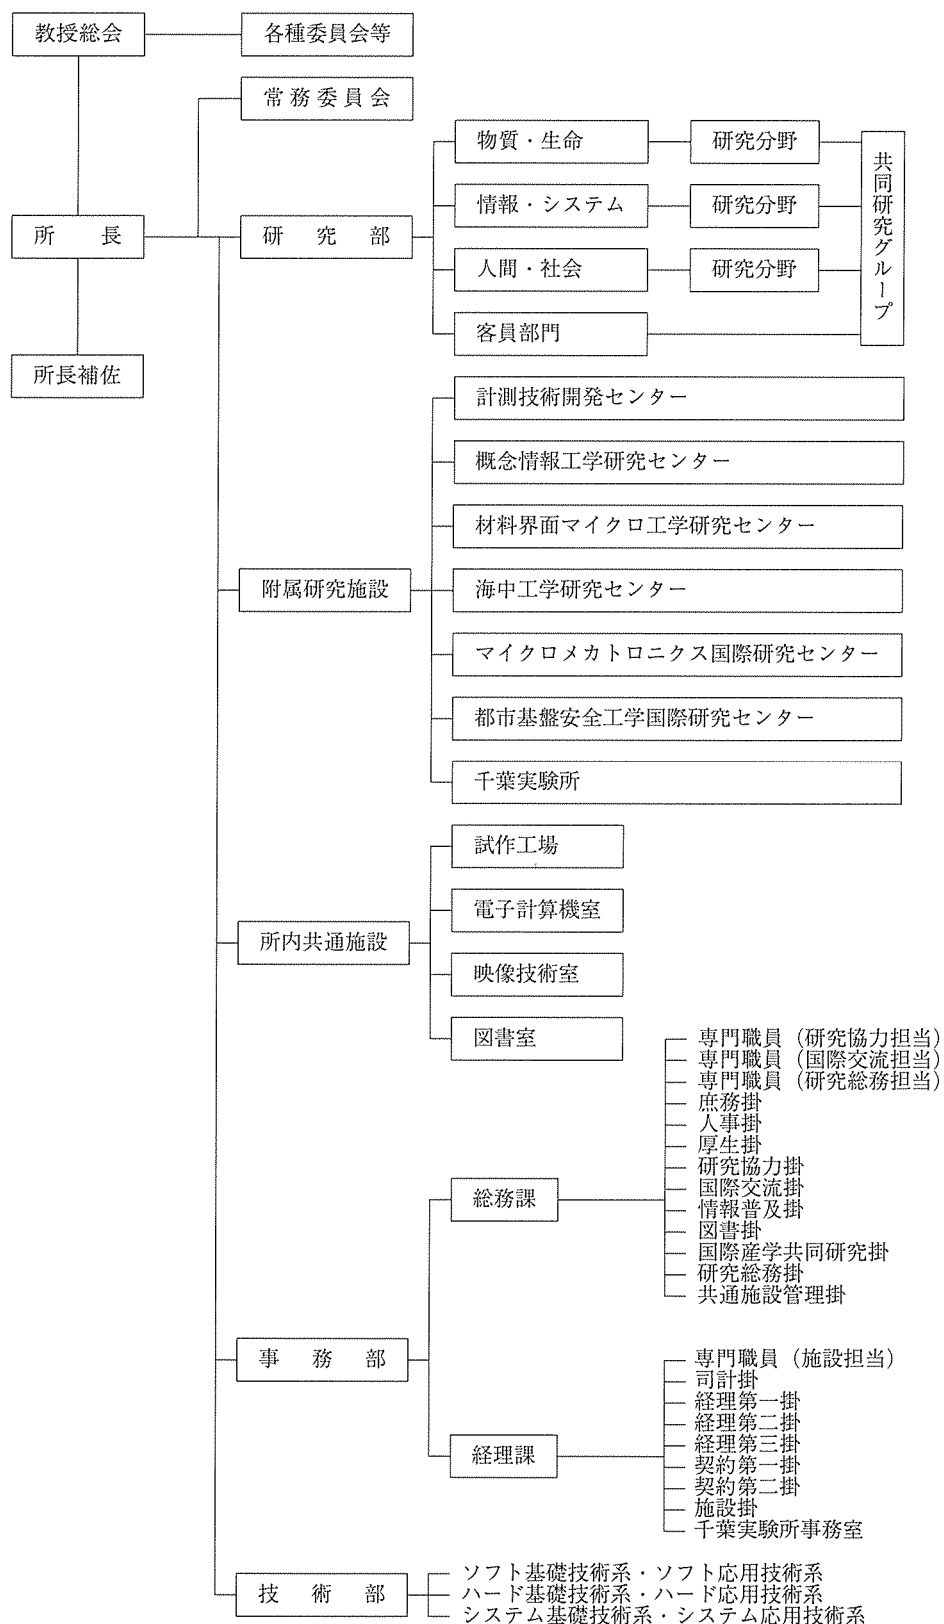 教授総会
各種委員会等
常務委員会
所長
研究部
所長補佐
物質・生命
研究分野
情報・システム
研究分野
人間・社会
研究分野
客員部門
共同研究グループ
附属研究施設
計測技術開発センター
概念情報工学研究センター
材料界面マイクロ工学研究センター
海中工学研究センター
マイクロメカトロニクス国際研究センター
都市基盤安全工学国際研究センター
千葉実験所
所内共通施設
試作工場
電子計算機室
映像技術室
図書室
事務部
総務課
専門職員（研究協力担当）
専門職員（国際交流担当）
専門職員（研究総務担当）
庶務掛
人事掛
厚生掛
研究協力掛
国際交流掛
情報普及掛
図書掛
国際産学共同研究掛
研究総務掛
共通施設管理掛
経理課
専門職員（施設担当）
司計掛
経理第一掛
経理第二掛
経理第三掛
契約第一掛
契約第二掛
施設掛
千葉実験所事務室
技術部
ソフト基礎技術系・ソフト応用技術系
ハード基礎技術系・ハード応用技術系
システム基礎技術系・システム応用技術系